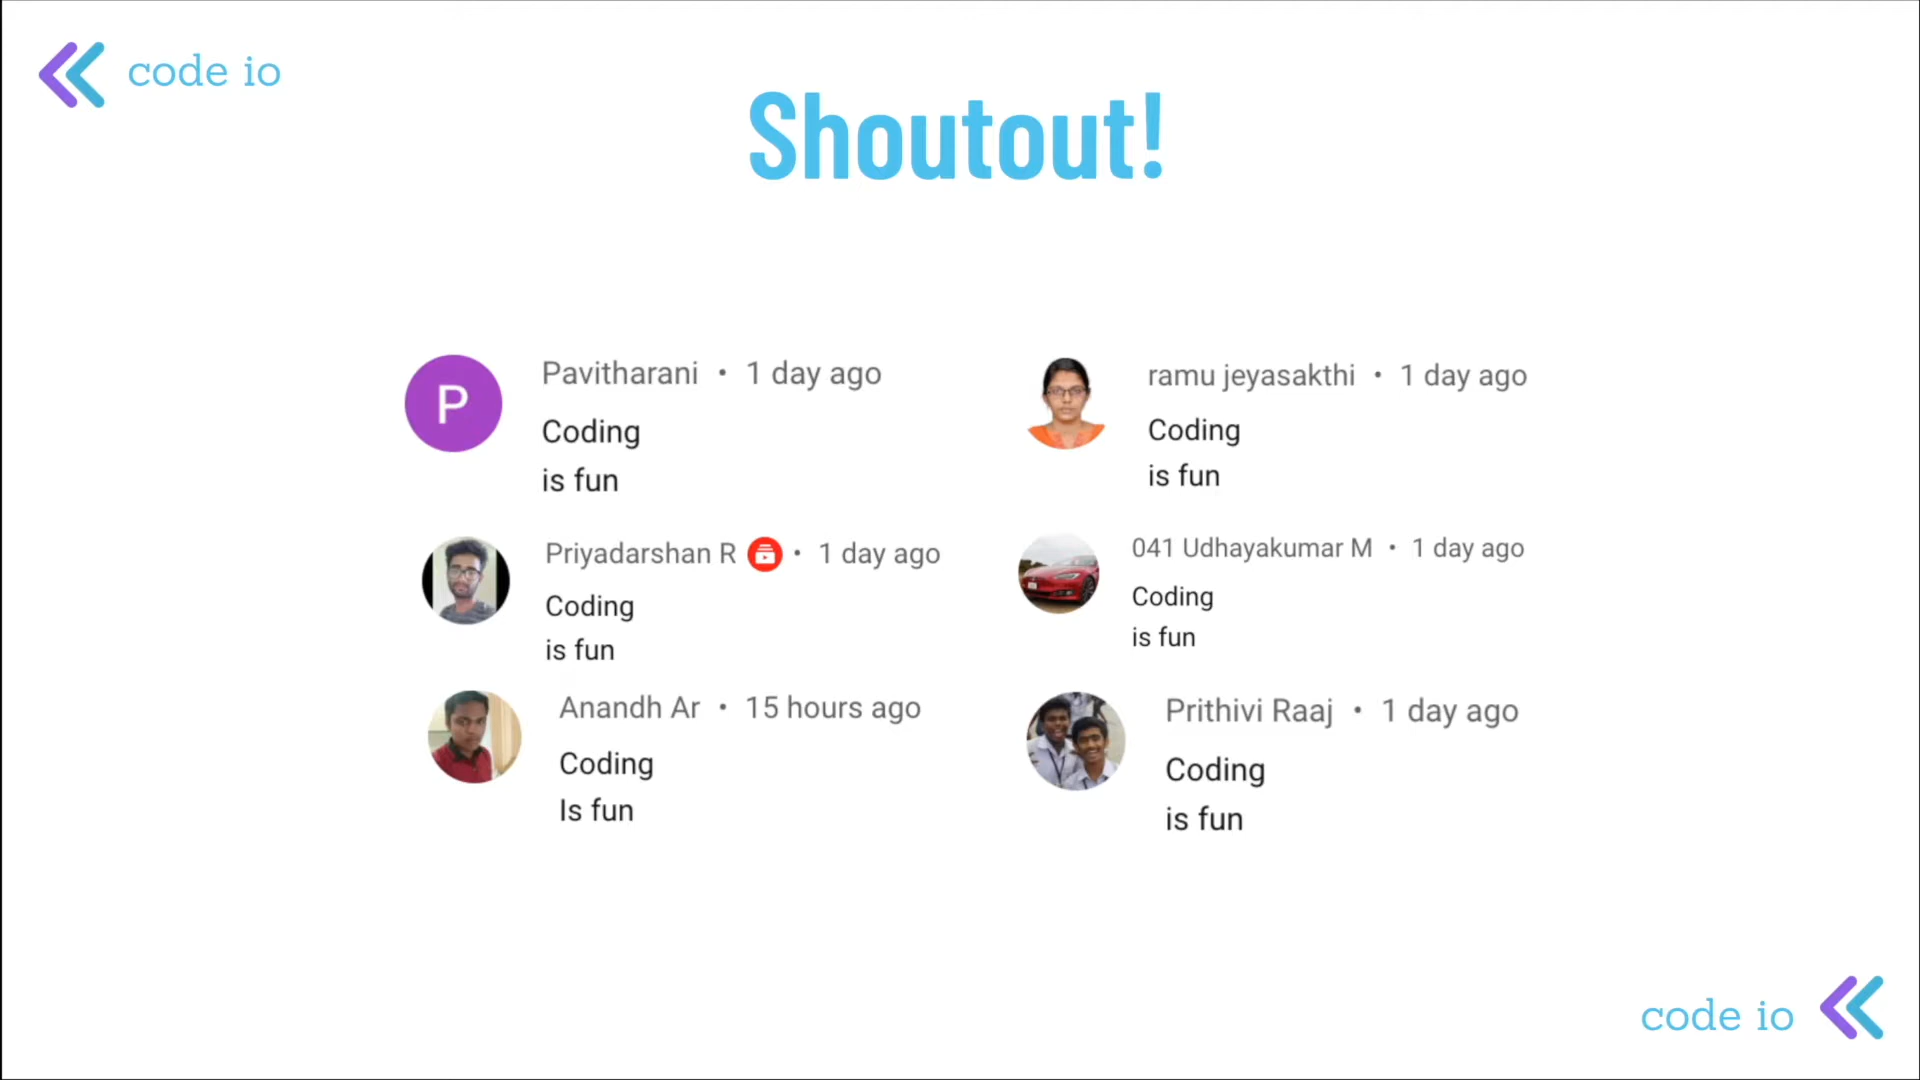 code io
Shoutout!
P
Pavitharani • 1 day ago
Coding
is fun
ramu jeyasakthi • 1 day ago
Coding
is fun
Priyadarshan R • 1 day ago
Coding
is fun
041 Udhayakumar M • 1 day ago
Coding
is fun
Anandh Ar • 15 hours ago
Coding
Is fun
Prithivi Raaj • 1 day ago
Coding
is fun
code io